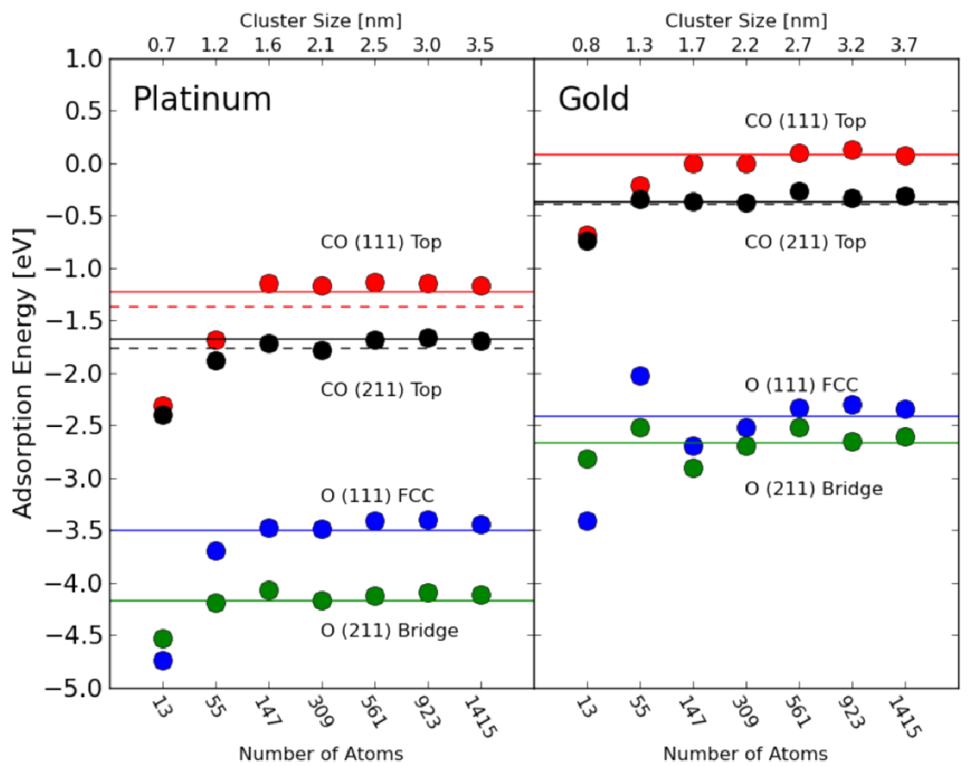 Cluster Size [nm]
Cluster Size [nm]
0.7 1.2 1.6 2.1 2.5 3.0 3.5
0.8 1.3 1.7 2.2 2.7 3.2 3.7
Platinum
Gold
1.0
0.5
0.0
−0.5
−1.0
−1.5
−2.0
−2.5
−3.0
−3.5
−4.0
−4.5
−5.0
Adsorption Energy [eV]
CO (111) Top
CO (211) Top
O (111) FCC
O (211) Bridge
CO (111) Top
CO (211) Top
O (111) FCC
O (211) Bridge
13 55 147 309 561 923 1415
13 55 147 309 561 923 1415
Number of Atoms
Number of Atoms